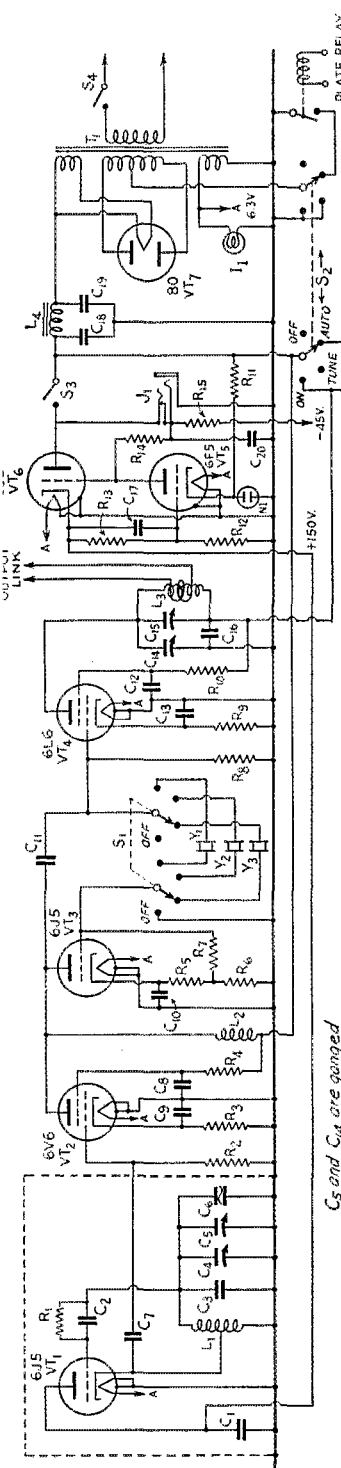 6J5
VT1
R1
C2
C7
C1
L1
C3
C4
C5
C6
6V6
VT2
A
R2
R3
C9
C8
R4
L2
6J5
VT3
A
C10
R5
R6
R7
C11
S1
OFF
OFF
Y1
Y2
Y3
6L6
VT4
A
R8
R9
C13
C12
R10
C14
C15
C16
L3
OUTPUT
LINK
VT6
A
R13
C17
R12
6F5
VT5
A
N1
R14
J1
R15
C20
R11
S3
L4
C18
C19
80
VT7
T1
S4
A
6.3V
I1
+150V.
-45V.
ON
OFF
TUNE
AUTO
S2
PLATE RELAY
C5 and C14 are ganged